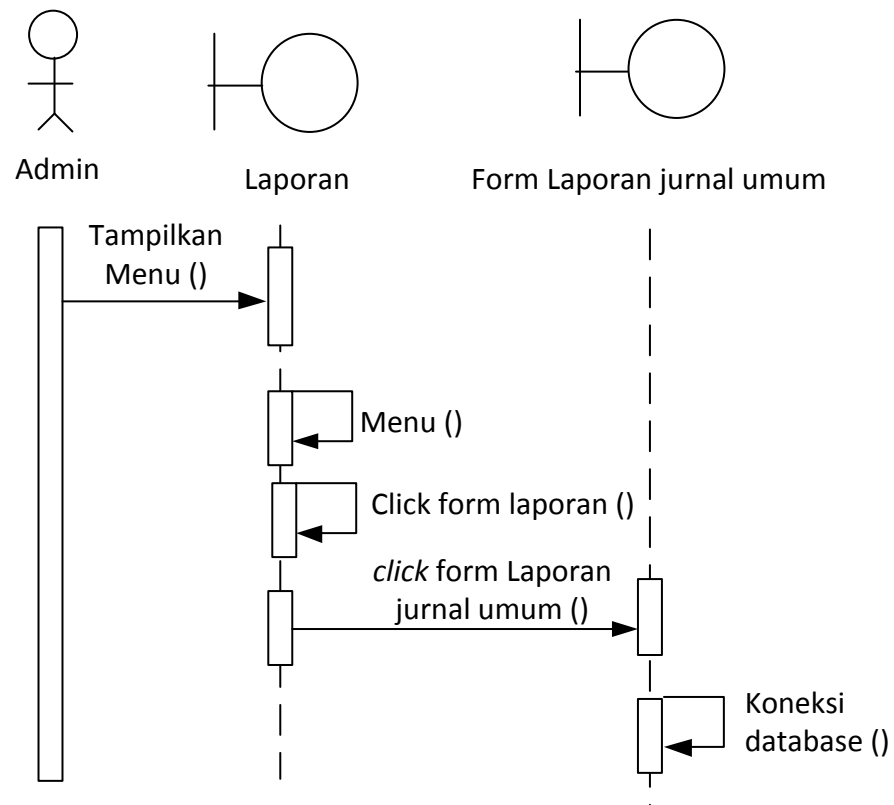 Admin
Laporan
Form Laporan jurnal umum
Tampilkan
Menu ()
Menu ()
Click form laporan ()
click form Laporan
jurnal umum ()
Koneksi
database ()